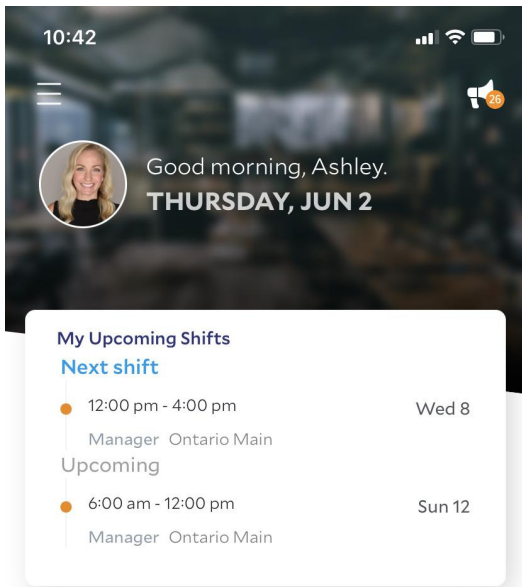 10:42
26
Good morning, Ashley.
THURSDAY, JUN 2
My Upcoming Shifts
Next shift
12:00 pm - 4:00 pm Wed 8
Manager Ontario Main
Upcoming
6:00 am - 12:00 pm Sun 12
Manager Ontario Main